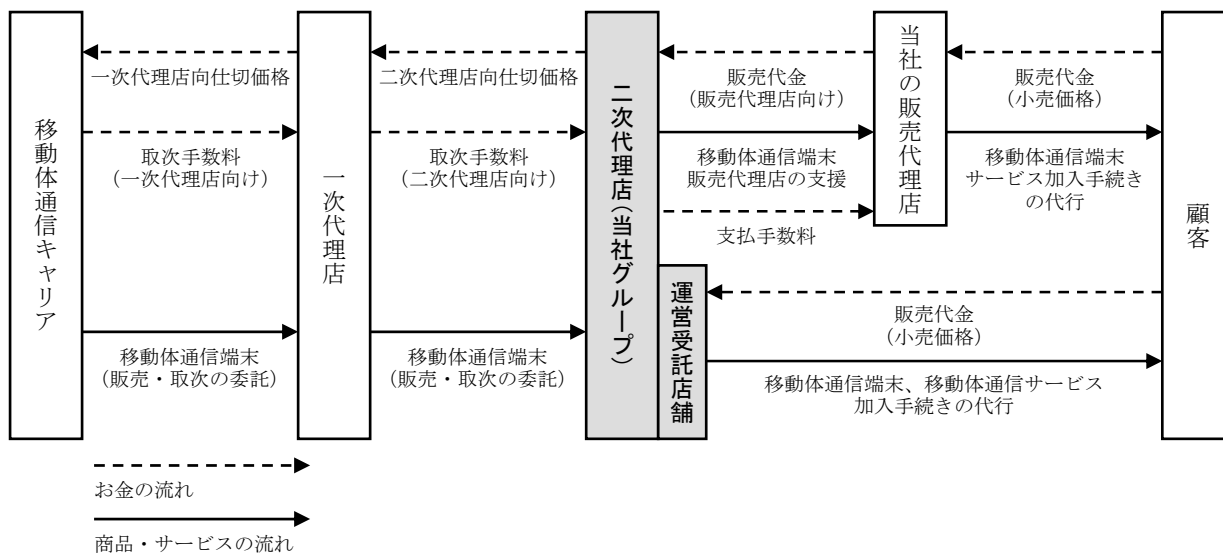 移動体通信キャリア
一次代理店向仕切価格
取次手数料
(一次代理店向け)
移動体通信端末
(販売・取次の委託)
一次代理店
二次代理店向仕切価格
取次手数料
(二次代理店向け)
移動体通信端末
(販売・取次の委託)
二次代理店(当社グループ)
運営受託店舗
販売代金
(販売代理店向け)
移動体通信端末
販売代理店の支援
支払手数料
当社の販売代理店
販売代金
(小売価格)
移動体通信端末
サービス加入手続き
の代行
販売代金
(小売価格)
移動体通信端末、移動体通信サービス
加入手続きの代行
顧客
お金の流れ
商品・サービスの流れ